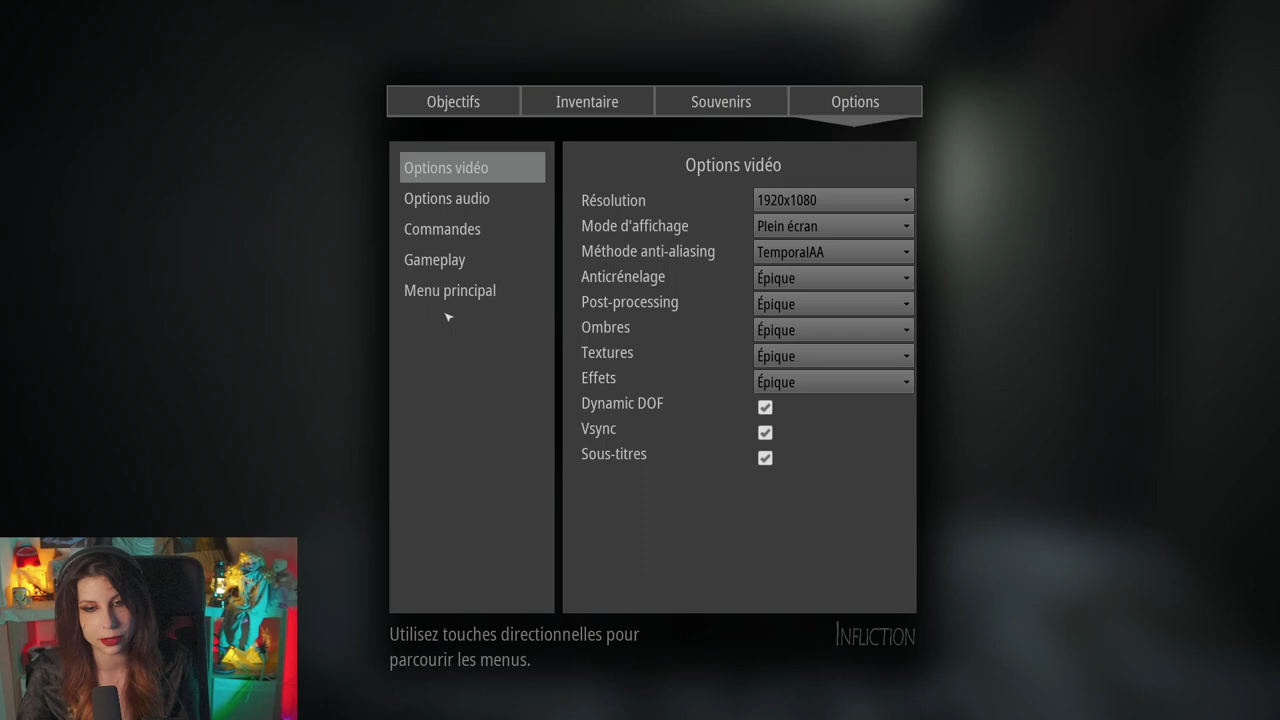 Objectifs
Inventaire
Souvenirs
Options
Options vidéo
Options audio
Commandes
Gameplay
Menu principal
Options vidéo
Résolution 1920x1080
Mode d'affichage Plein écran
Méthode anti-aliasing TemporalAA
Anticrénelage Épique
Post-processing Épique
Ombres Épique
Textures Épique
Effets Épique
Dynamic DOF
Vsync
Sous-titres
Utilisez touches directionnelles pour
parcourir les menus.
INFLICTION